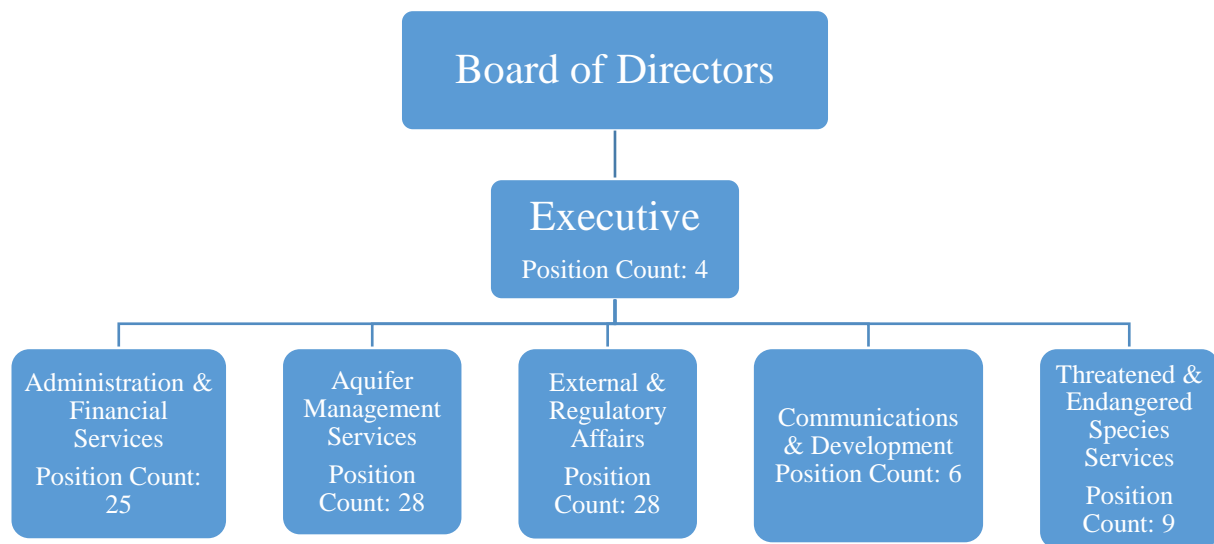 Board of Directors
Executive
Position Count: 4
Administration &
Financial
Services
Position Count:
25
Aquifer
Management
Services
Position
Count: 28
External &
Regulatory
Affairs
Position
Count: 28
Communications
& Development
Position Count: 6
Threatened &
Endangered
Species
Services
Position
Count: 9